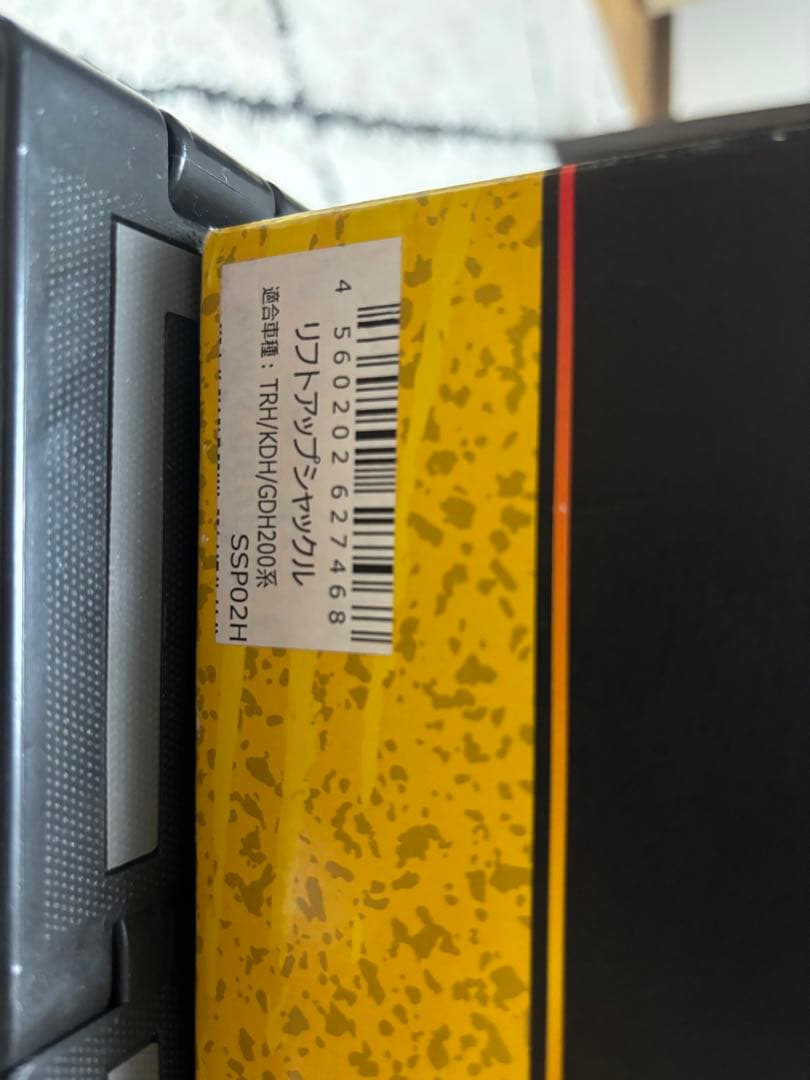 4 560202 627468
リフトアップシャックル
適合車種：TRH/KDH/GDH200系
SSP02H